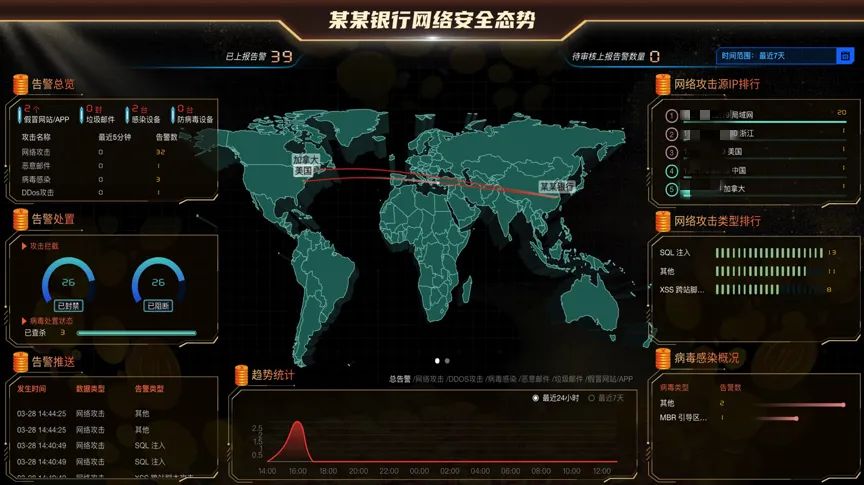 某某银行网络安全态势
已上报告警 39
待审核上报告警数量 0
时间范围: 最近7天
告警总览
2 个 0 封 2 台 0 台
假冒网站/APP 垃圾邮件 感染设备 防病毒设备
攻击名称 最近5分钟 告警数
网络攻击 0 32
恶意邮件 0 1
病毒感染 0 3
DDos攻击 0 1
告警处置
攻击拦截
26 26
已封禁 已阻断
病毒处置状态
已查杀 3
告警推送
发生时间 数据类型 告警类型
03-28 14:44:25 网络攻击 其他
03-28 14:44:25 网络攻击 其他
03-28 14:40:49 网络攻击 SQL 注入
03-28 14:40:49 网络攻击 SQL 注入
加拿大
美国
某某银行
趋势统计
总告警 /网络攻击 /DDOS攻击 /病毒感染 /恶意邮件 /垃圾邮件 /假冒网站/APP
最近24小时 最近7天
2.5
2
1.5
1
0.5
14:00 16:00 18:00 20:00 22:00 00:00 02:00 04:00 06:00 08:00 10:00 12:00
网络攻击源IP排行
1 局域网 20
2 浙江 1
3 美国 1
4 中国 1
5 加拿大 1
网络攻击类型排行
SQL 注入 13
其他 11
XSS 跨站脚... 8
病毒感染概况
病毒类型 告警数
其他 2
MBR 引导区... 1